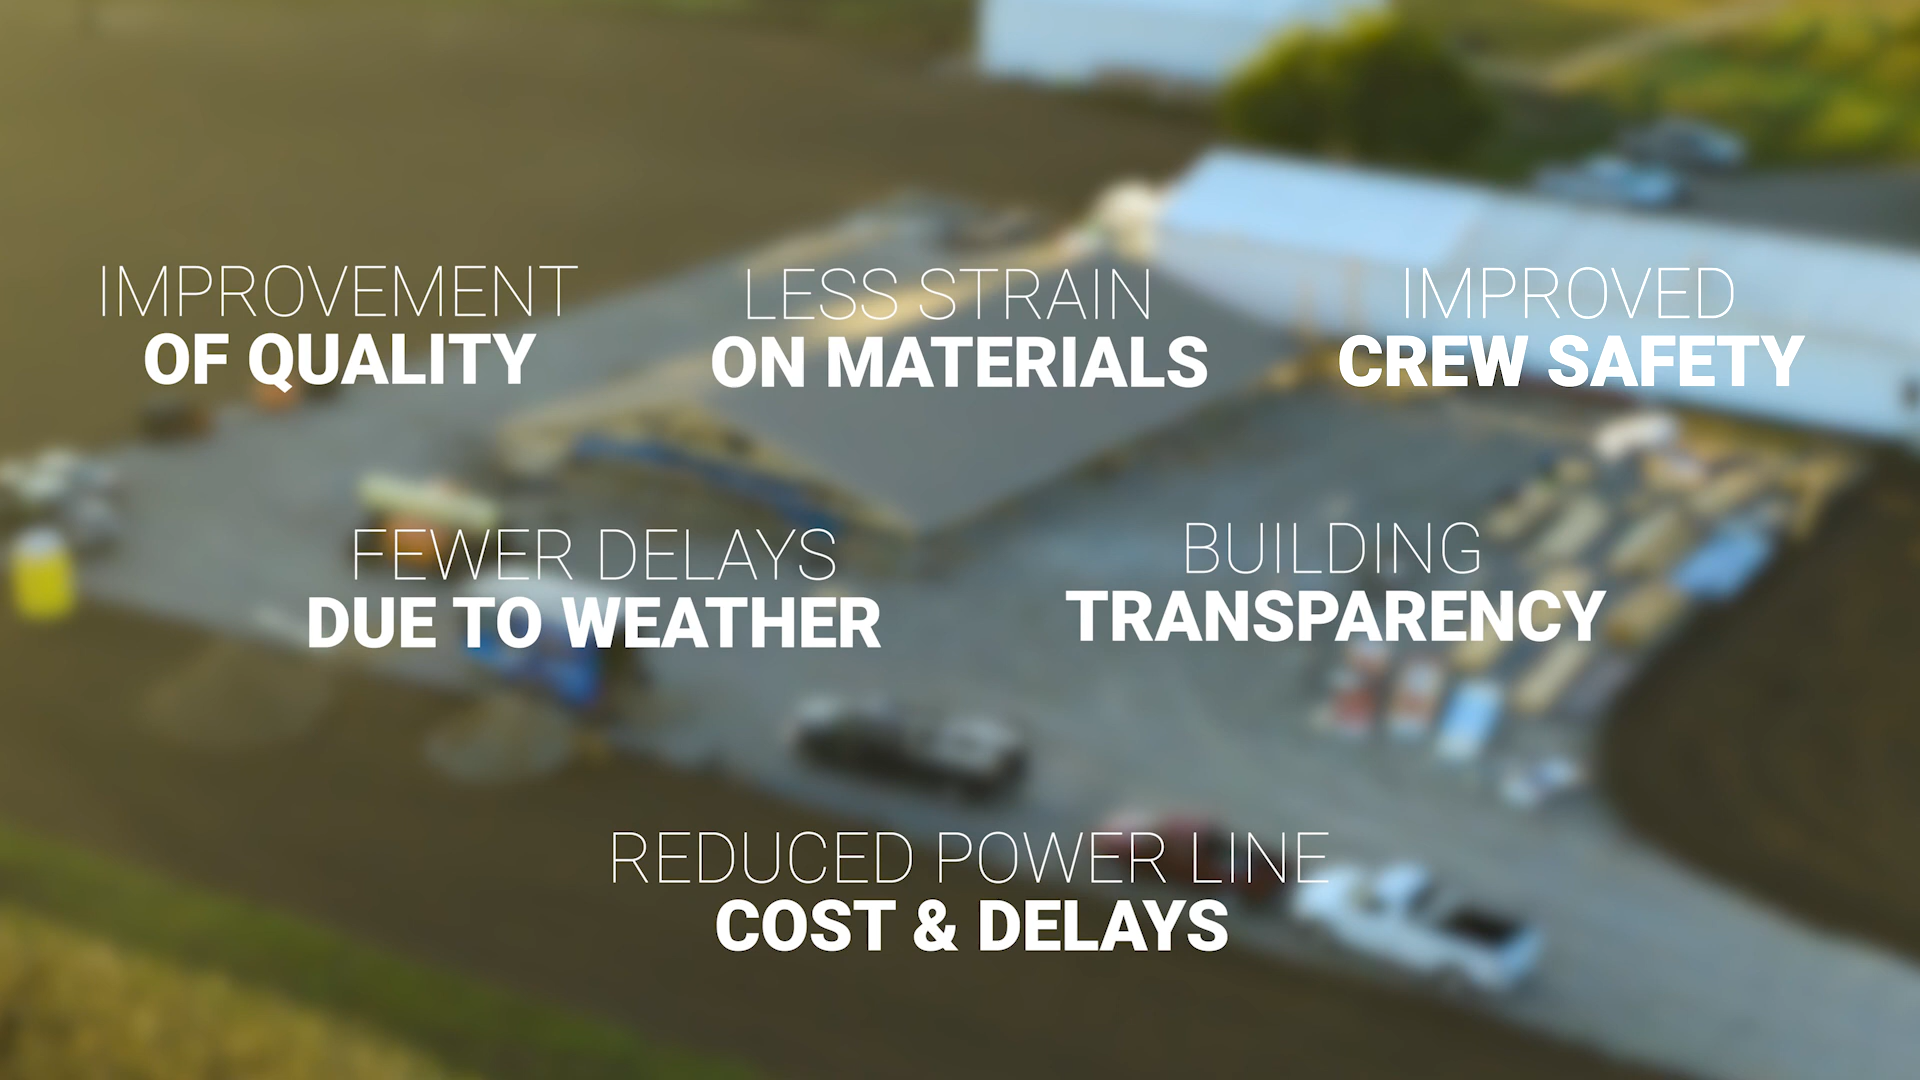 IMPROVEMENT
OF QUALITY
LESS STRAIN
ON MATERIALS
IMPROVED
CREW SAFETY
FEWER DELAYS
DUE TO WEATHER
BUILDING
TRANSPARENCY
REDUCED POWER LINE
COST & DELAYS